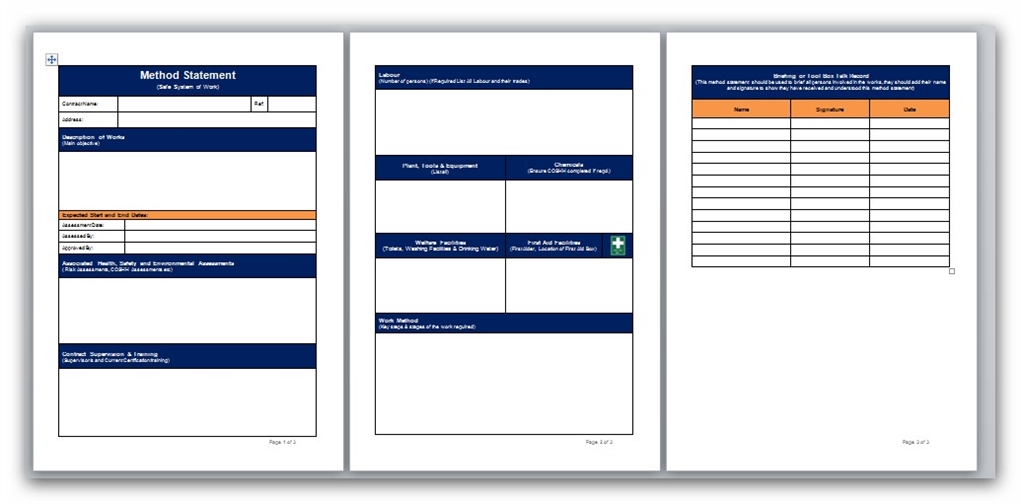 Method Statement
(Safe System of Work)
Contract Name:
Ref:
Address:
Description of Works
(Main objective)
Expected Start and End Dates:
Assessment Date:
Assessed By:
Approved By:
Associated Health, Safety and Environmental Assessments
( Risk Assessments, COSHH Assessments etc)
Contract Supervision & Training
(Supervisors and Current Certification training)
Page 1 of 3
Labour
(Number of persons) (If Required List All Labour and their trades)
Plant, Tools & Equipment
(List all)
Chemicals
(Ensure COSHH completed if reqd.)
Welfare Facilities
(Toilets, Washing Facilities & Drinking Water)
First Aid Facilities
(First Aider, Location of First Aid Box)
Work Method
(Key steps & stages of the work required)
Page 2 of 3
Briefing or Tool Box Talk Record
(This method statement should be used to brief all persons involved in the works, they should add their name
and signature to show they have received and understood this method statement)
Name
Signature
Date
Page 3 of 3